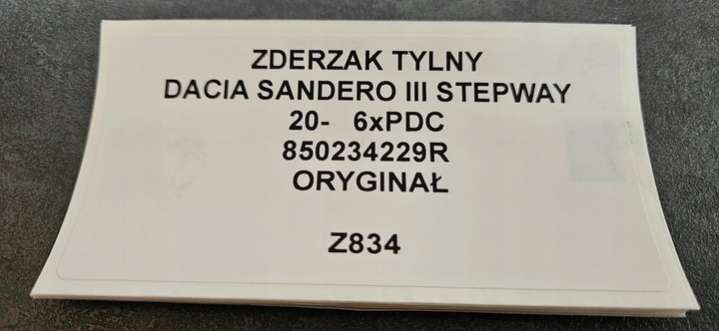 ZDERZAK TYLNY
DACIA SANDERO III STEPWAY
20- 6xPDC
850234229R
ORYGINAŁ
Z834